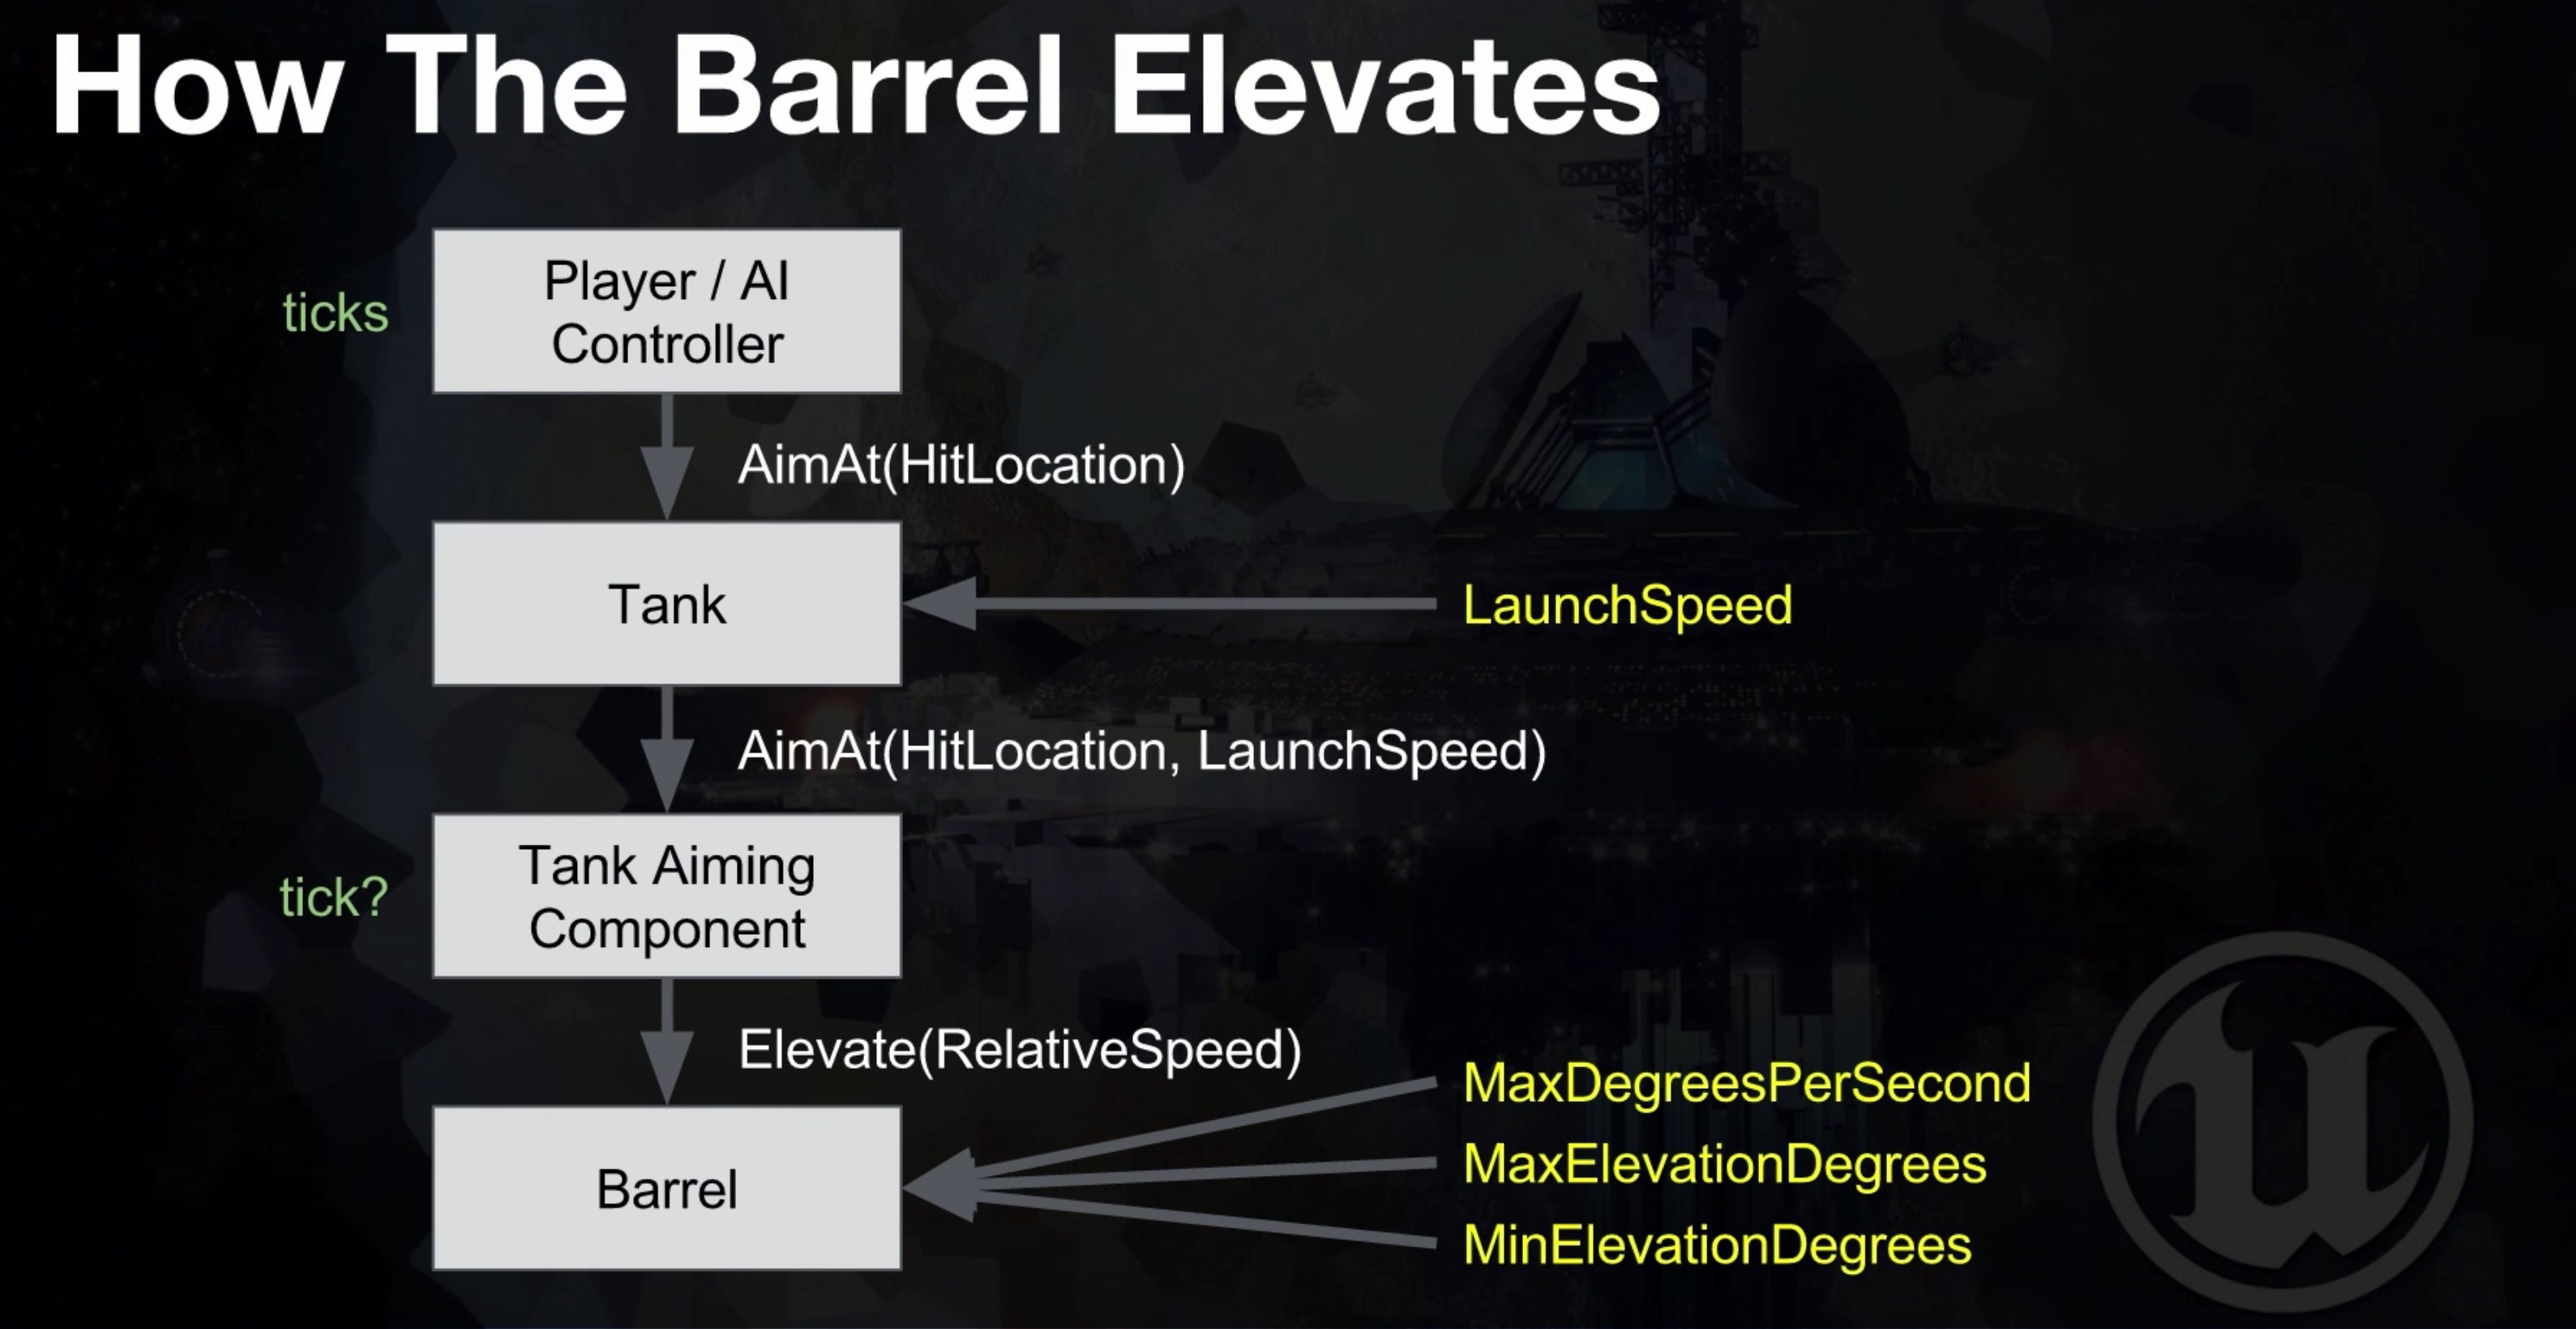 How The Barrel Elevates
ticks
Player / AI
Controller
AimAt(HitLocation)
Tank
LaunchSpeed
AimAt(HitLocation, LaunchSpeed)
tick?
Tank Aiming
Component
Elevate(RelativeSpeed)
MaxDegreesPerSecond
MaxElevationDegrees
Barrel
MinElevationDegrees